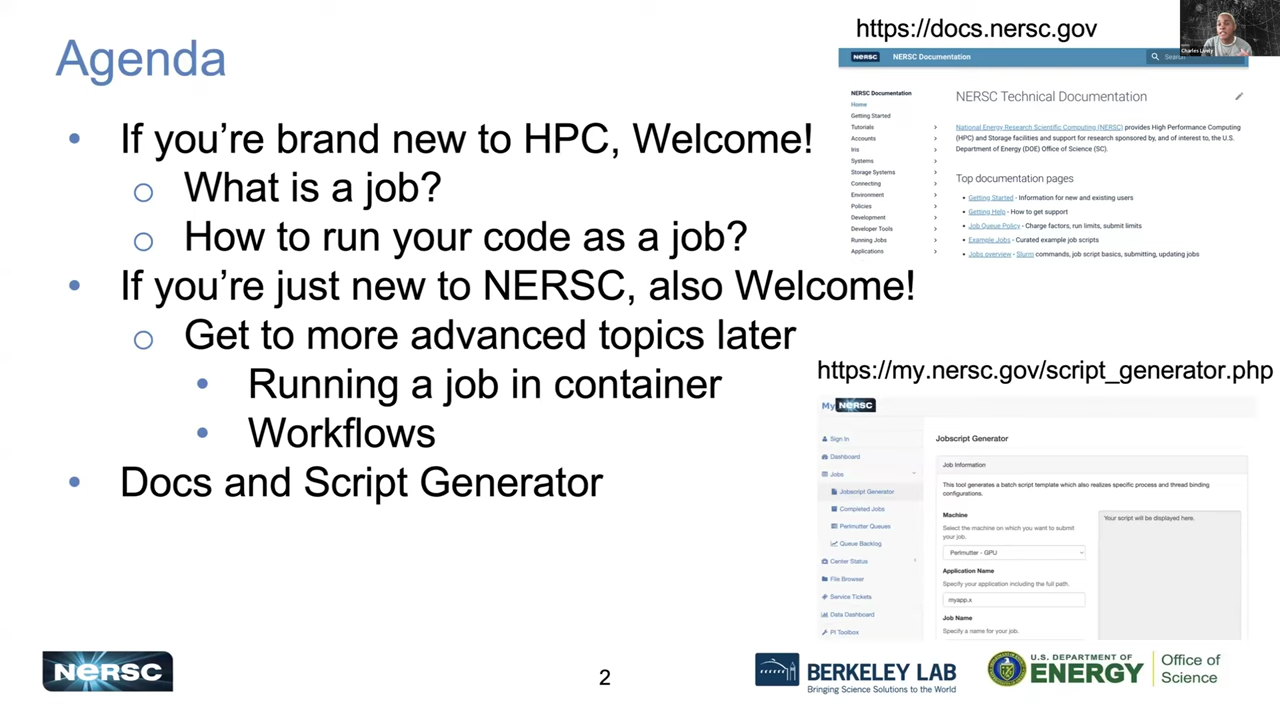 Agenda
• If you’re brand new to HPC, Welcome!
o What is a job?
o How to run your code as a job?
• If you’re just new to NERSC, also Welcome!
o Get to more advanced topics later
• Running a job in container
• Workflows
• Docs and Script Generator
https://docs.nersc.gov
NERSC NERSC Documentation Search
NERSC Documentation
Home
Getting Started
Tutorials
Accounts
Iris
Systems
Storage Systems
Connecting
Environment
Policies
Development
Developer Tools
Running Jobs
Applications
NERSC Technical Documentation
National Energy Research Scientific Computing (NERSC) provides High Performance Computing
(HPC) and Storage facilities and support for research sponsored by, and of interest to, the U.S.
Department of Energy (DOE) Office of Science (SC).
Top documentation pages
• Getting Started - Information for new and existing users
• Getting Help - How to get support
• Job Queue Policy - Charge factors, run limits, submit limits
• Example Jobs - Curated example job scripts
• Jobs overview - Slurm commands, job script basics, submitting, updating jobs
https://my.nersc.gov/script_generator.php
My NERSC
Sign In
Dashboard
Jobs
Jobscript Generator
Completed Jobs
Perlmutter Queues
Queue Backlog
Center Status
File Browser
Service Tickets
Data Dashboard
PI Toolbox
Jobscript Generator
Job Information
This tool generates a batch script template which also realizes specific process and thread binding
configurations.
Machine
Select the machine on which you want to submit
your job.
Perlmutter - GPU
Application Name
Specify your application including the full path.
myapp.x
Job Name
Specify a name for your job.
Your script will be displayed here.
NERSC
2
BERKELEY LAB
Bringing Science Solutions to the World
U.S. DEPARTMENT OF
ENERGY
Office of
Science